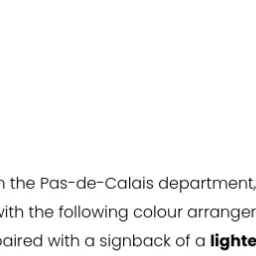 n the Pas-de-Calais department,
with the following colour arranger
paired with a signback of a lighte